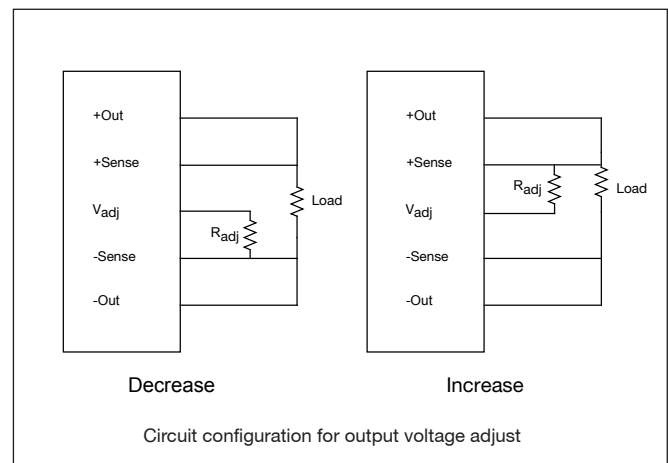 +Out
+Sense
Vadj
-Sense
-Out
Radj
Load
Decrease
+Out
+Sense
Vadj
-Sense
-Out
Radj
Load
Increase
Circuit configuration for output voltage adjust